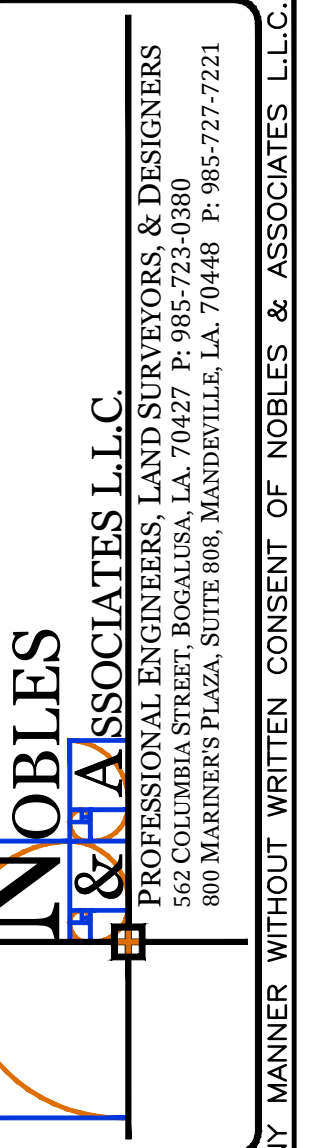 NOBLES
& ASSOCIATES L.L.C.
PROFESSIONAL ENGINEERS, LAND SURVEYORS, & DESIGNERS
562 COLUMBIA STREET, BOGALUSA, LA. 70427 P: 985-723-0380
800 MARINER'S PLAZA, SUITE 808, MANDEVILLE, LA. 70448 P: 985-727-7221
MANNER WITHOUT WRITTEN CONSENT OF NOBLES & ASSOCIATES L.L.C.